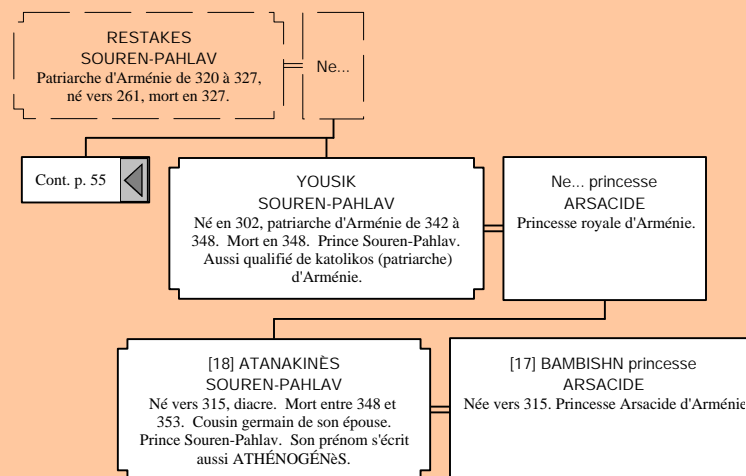 RESTAKES
SOUREN-PAHLAV
Patriarche d'Arménie de 320 à 327,
né vers 261, mort en 327.
Ne...
Cont. p. 55
YOUSIK
SOUREN-PAHLAV
Né en 302, patriarche d'Arménie de 342 à
348. Mort en 348. Prince Souren-Pahlav.
Aussi qualifié de katolikos (patriarche)
d'Arménie.
Ne... princesse
ARSACIDE
Princesse royale d'Arménie.
[18] ATANAKINÈS
SOUREN-PAHLAV
Né vers 315, diacre. Mort entre 348 et
353. Cousin germain de son épouse.
Prince Souren-Pahlav. Son prénom s'écrit
aussi ATHÉNOGÉNèS.
[17] BAMBISHN princesse
ARSACIDE
Née vers 315. Princesse Arsacide d'Arménie